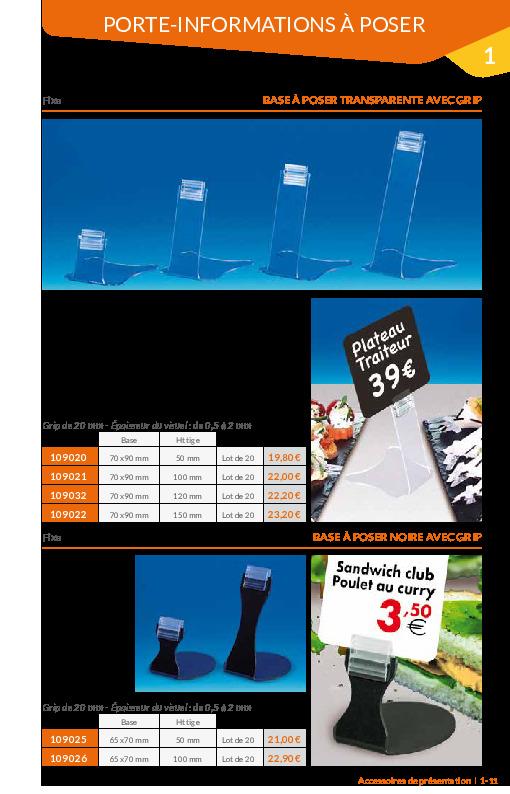 PORTE-INFORMATIONS À POSER
1
Fixe
BASE À POSER TRANSPARENTE AVEC GRIP
Plateau
Traiteur
39€
Grip de 20 mm - Épaisseur du visuel : de 0,5 à 2 mm
Base Ht tige
109020 70 x 90 mm 50 mm Lot de 20 19,80 €
109021 70 x 90 mm 100 mm Lot de 20 22,00 €
109032 70 x 90 mm 120 mm Lot de 20 22,20 €
109022 70 x 90 mm 150 mm Lot de 20 23,20 €
Fixe
BASE À POSER NOIRE AVEC GRIP
Sandwich club
Poulet au curry
3,50 €
Grip de 20 mm - Épaisseur du visuel : de 0,5 à 2 mm
Base Ht tige
109025 65 x 70 mm 50 mm Lot de 20 21,00 €
109026 65 x 70 mm 100 mm Lot de 20 22,90 €
Accessoires de présentation | 1-11